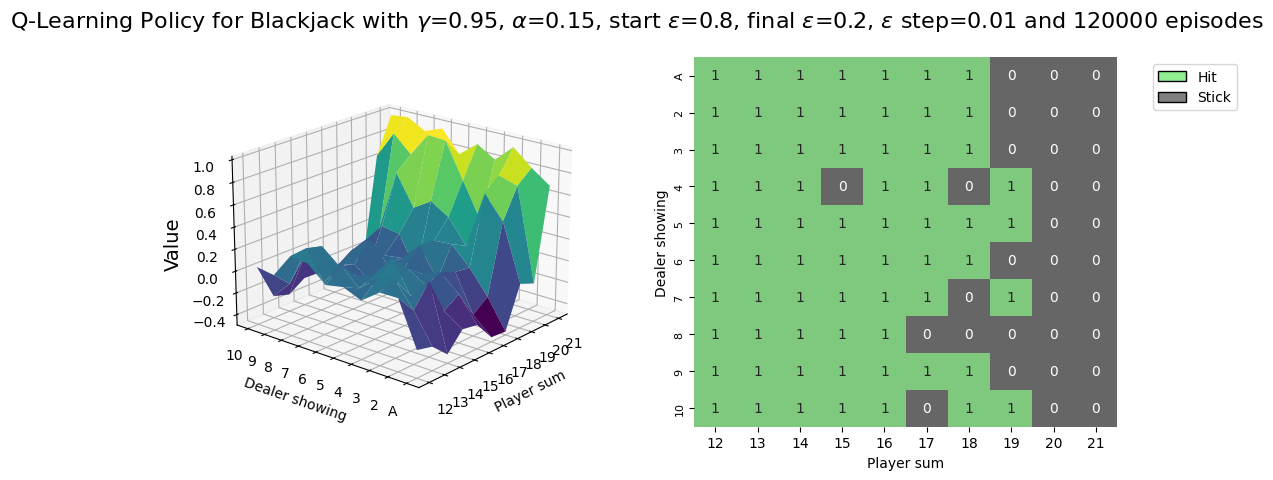 Q-Learning Policy for Blackjack with γ=0.95, α=0.15, start ε=0.8, final ε=0.2, ε step=0.01 and 120000 episodes
1.0
0.8
0.6
0.4
0.2
0.0
−0.2
−0.4
Value
10 9 8 7 6 5 4 3 2 A
Dealer showing
12 13 14 15 16 17 18 19 20 21
Player sum
A 1 1 1 1 1 1 1 0 0 0
2 1 1 1 1 1 1 1 0 0 0
3 1 1 1 1 1 1 1 0 0 0
4 1 1 1 0 1 1 0 1 0 0
5 1 1 1 1 1 1 1 1 0 0
6 1 1 1 1 1 1 1 0 0 0
7 1 1 1 1 1 1 0 1 0 0
8 1 1 1 1 1 0 0 0 0 0
9 1 1 1 1 1 1 1 0 0 0
10 1 1 1 1 1 0 1 1 0 0
Dealer showing
12 13 14 15 16 17 18 19 20 21
Player sum
Hit
Stick